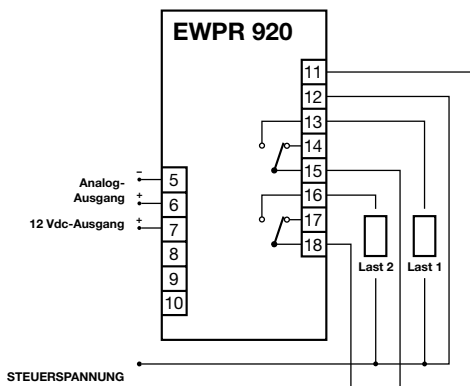 EWPR 920
11
12
13
14
15
16
17
18
– 5
Analog-
Ausgang
+ 6
12 Vdc-Ausgang + 7
8
9
10
Last 2 Last 1
STEUERSPANNUNG